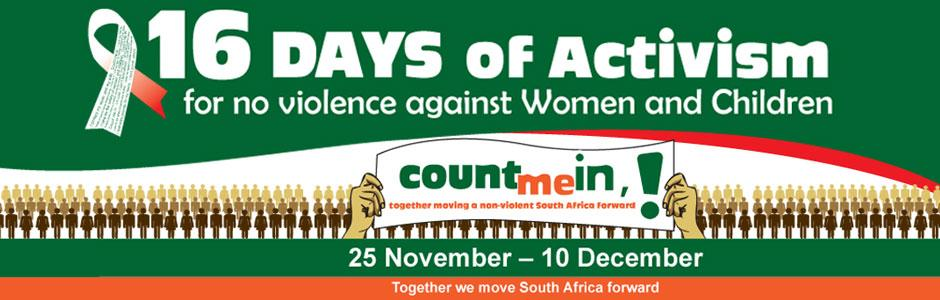 16 DAYS of Activism
for no violence against Women and Children
countmein, !
together moving a non-violent South Africa forward
25 November – 10 December
Together we move South Africa forward